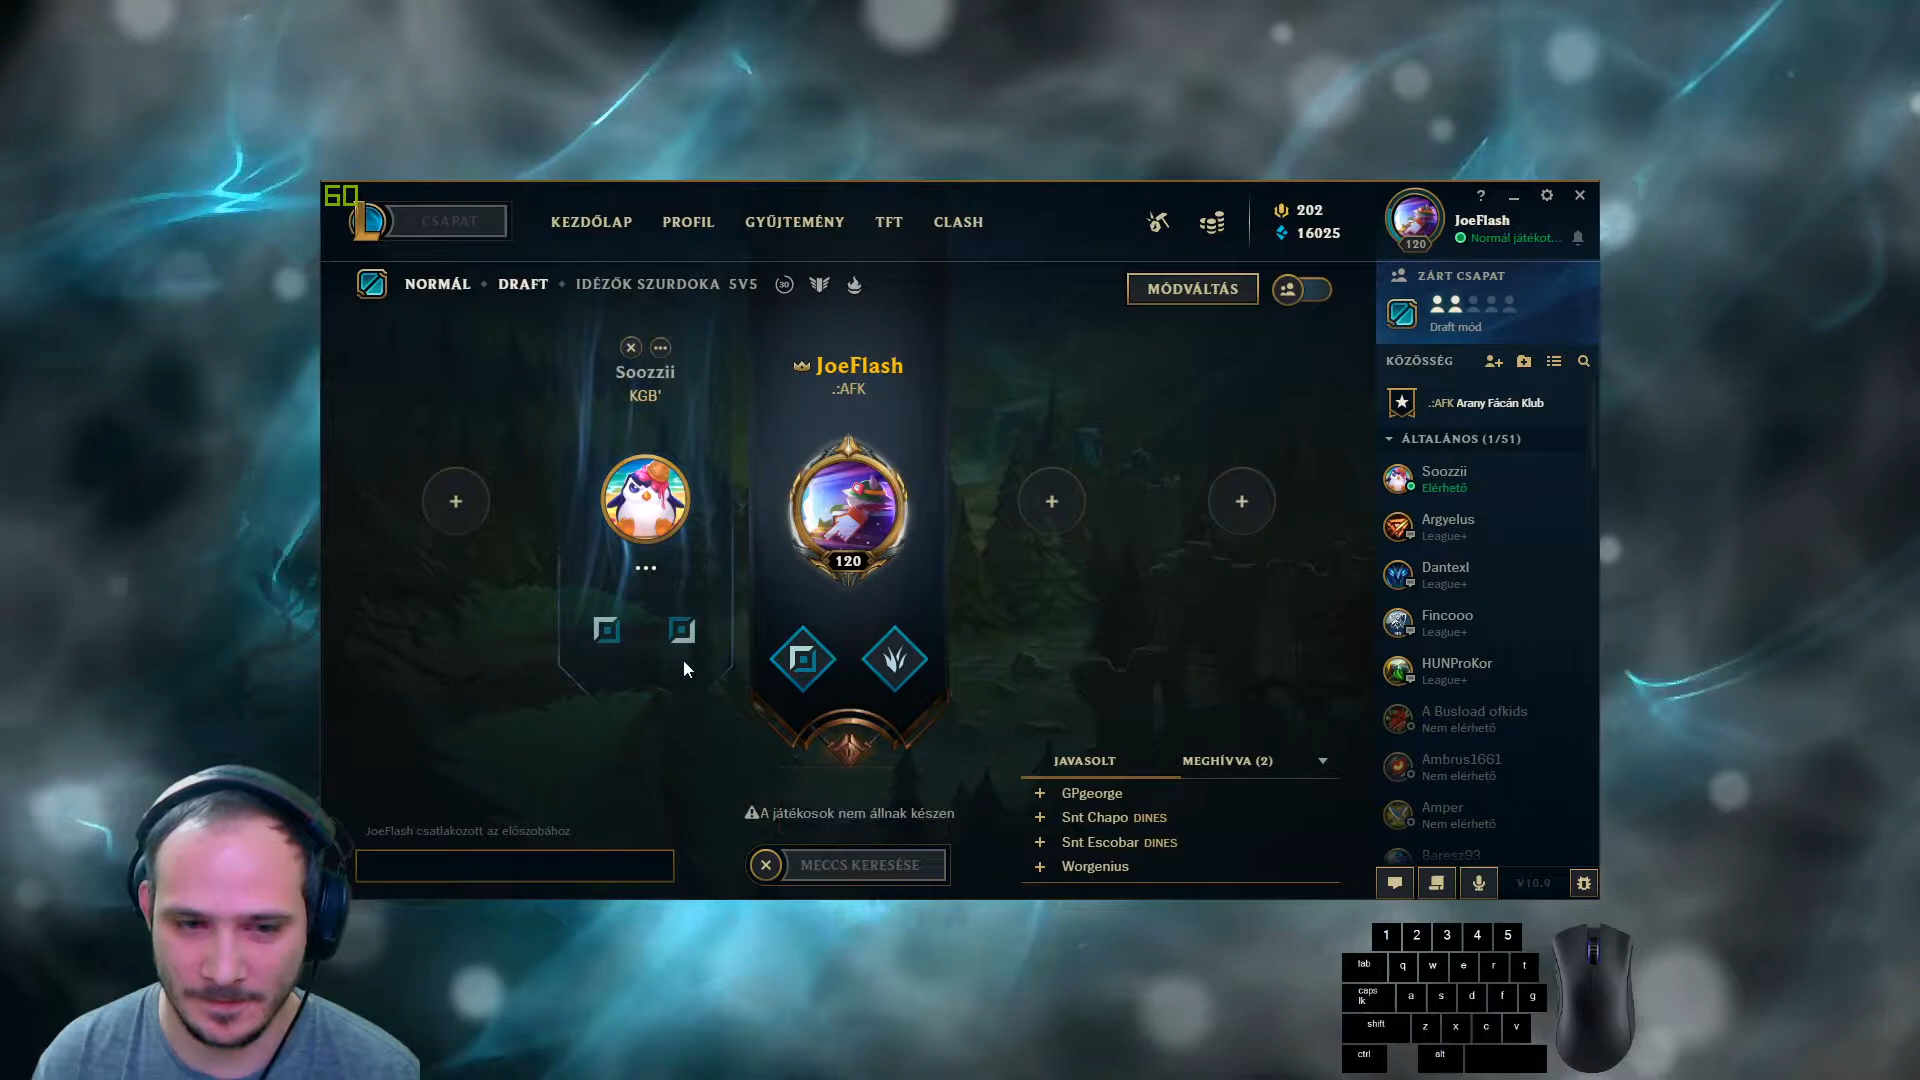 60
CSAPAT
KEZDŐLAP
PROFIL
GYŰJTEMÉNY
TFT
CLASH
202
16025
JoeFlash
Normál játékot...
120
NORMÁL
DRAFT
IDÉZŐK SZURDOKA 5V5
30
MÓDVÁLTÁS
ZÁRT CSAPAT
Draft mód
Soozzii
KGB'
JoeFlash
.:AFK
120
KÖZÖSSÉG
.:AFK Arany Fácán Klub
ÁLTALÁNOS (1/51)
Soozzii
Elérhető
Argyelus
League+
Dantexl
League+
Fincooo
League+
HUNProKor
League+
A Busload ofkids
Nem elérhető
Ambrus1661
Nem elérhető
Amper
Nem elérhető
Baresz93
V10.9
JAVASOLT
MEGHÍVVA (2)
GPgeorge
Snt Chapo DINES
Snt Escobar DINES
Worgenius
A játékosok nem állnak készen
MECCS KERESÉSE
JoeFlash csatlakozott az előszobához
1 2 3 4 5
tab q w e r t
caps lk a s d f g
shift z x c v
ctrl alt